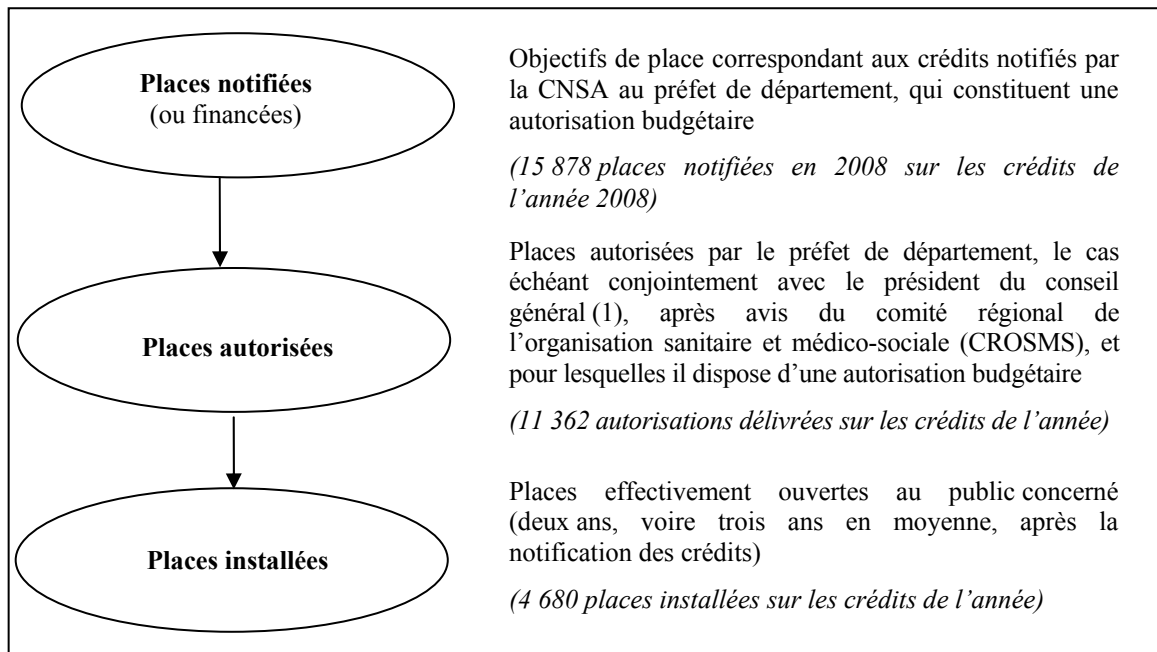 Places notifiées
(ou financées)
Objectifs de place correspondant aux crédits notifiés par
la CNSA au préfet de département, qui constituent une
autorisation budgétaire
(15 878 places notifiées en 2008 sur les crédits de
l’année 2008)
Places autorisées
Places autorisées par le préfet de département, le cas
échéant conjointement avec le président du conseil
général (1), après avis du comité régional de
l’organisation sanitaire et médico-sociale (CROSMS), et
pour lesquelles il dispose d’une autorisation budgétaire
(11 362 autorisations délivrées sur les crédits de l’année)
Places installées
Places effectivement ouvertes au public concerné
(deux ans, voire trois ans en moyenne, après la
notification des crédits)
(4 680 places installées sur les crédits de l’année)